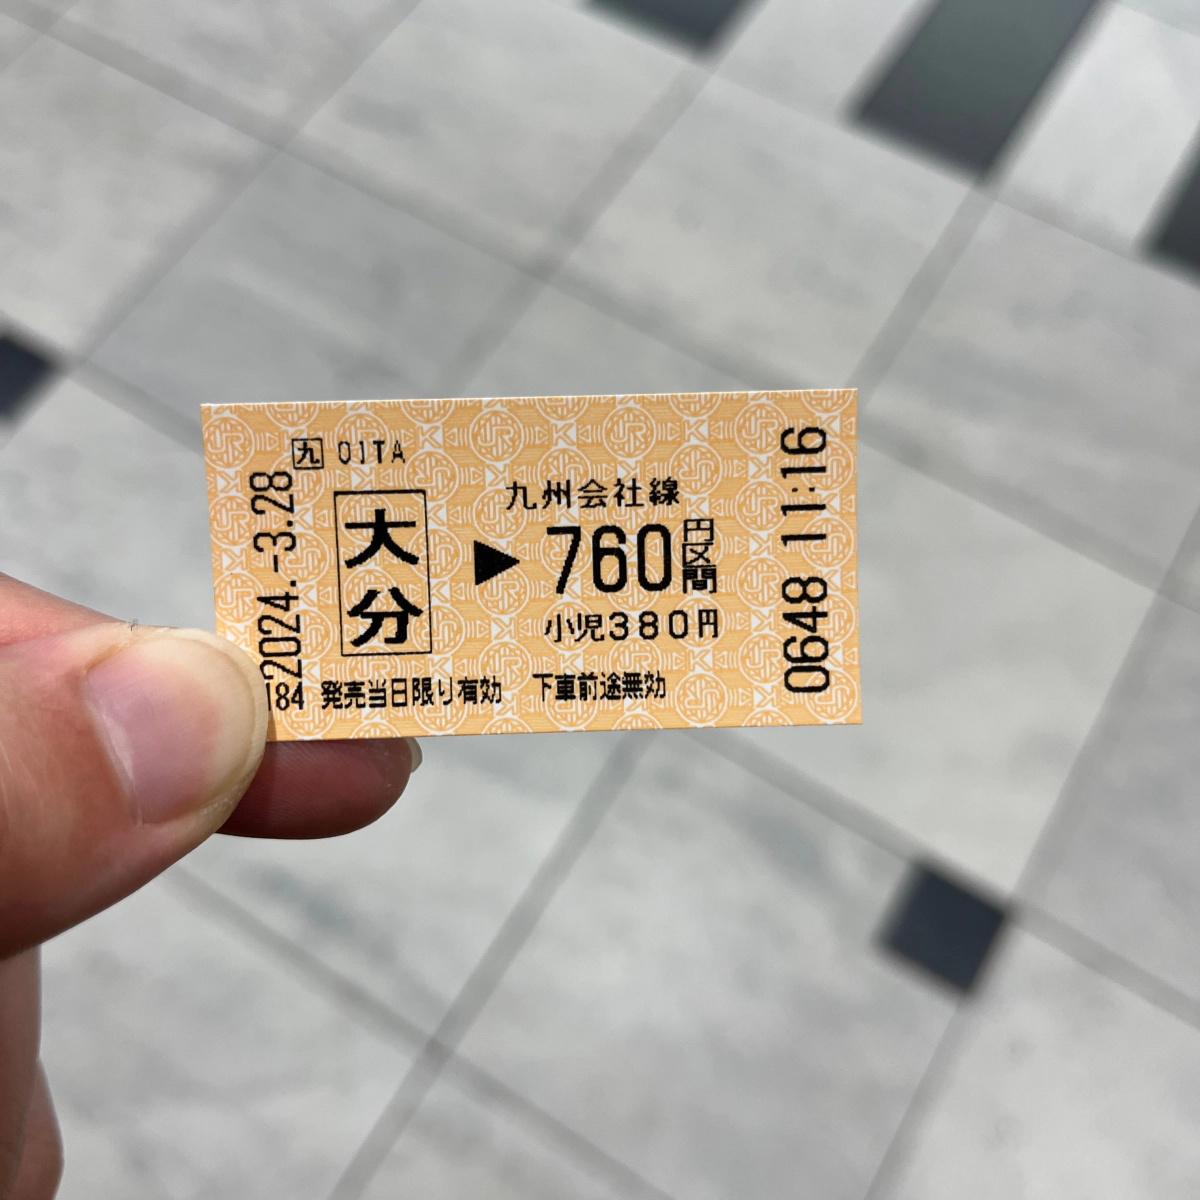 九 OITA
2024.-3.28
大分
▶
九州会社線
760円区間
小児380円
184 発売当日限り有効 下車前途無効
0648 11:16